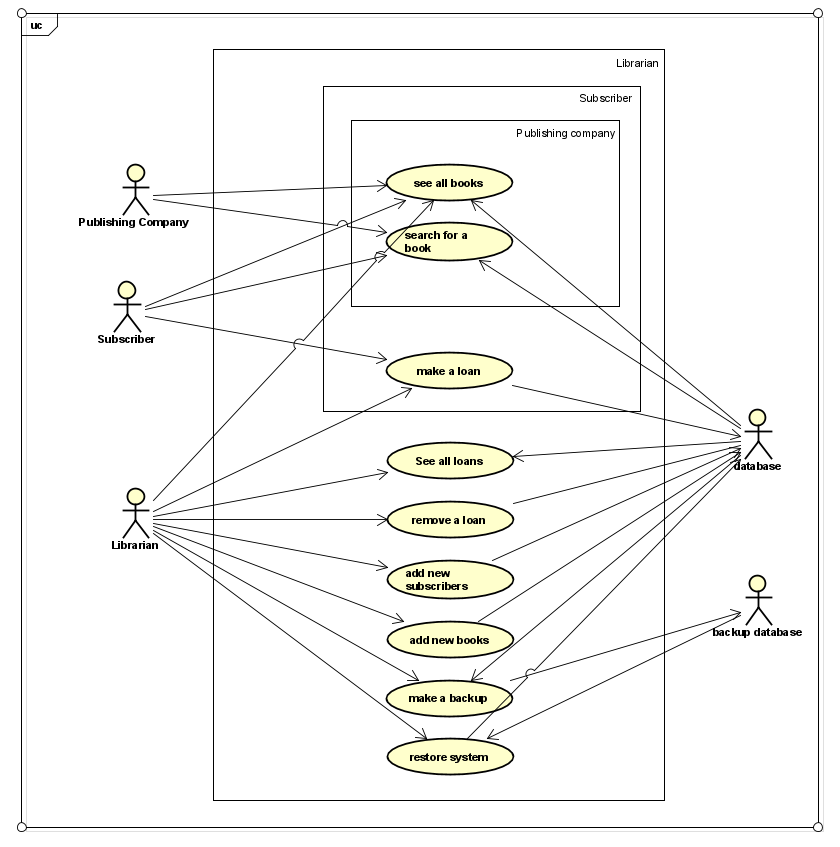 uc
Librarian
Subscriber
Publishing company
see all books
Publishing Company
search for a
book
Subscriber
make a loan
See all loans
database
remove a loan
Librarian
add new
subscribers
add new books
backup database
make a backup
restore system